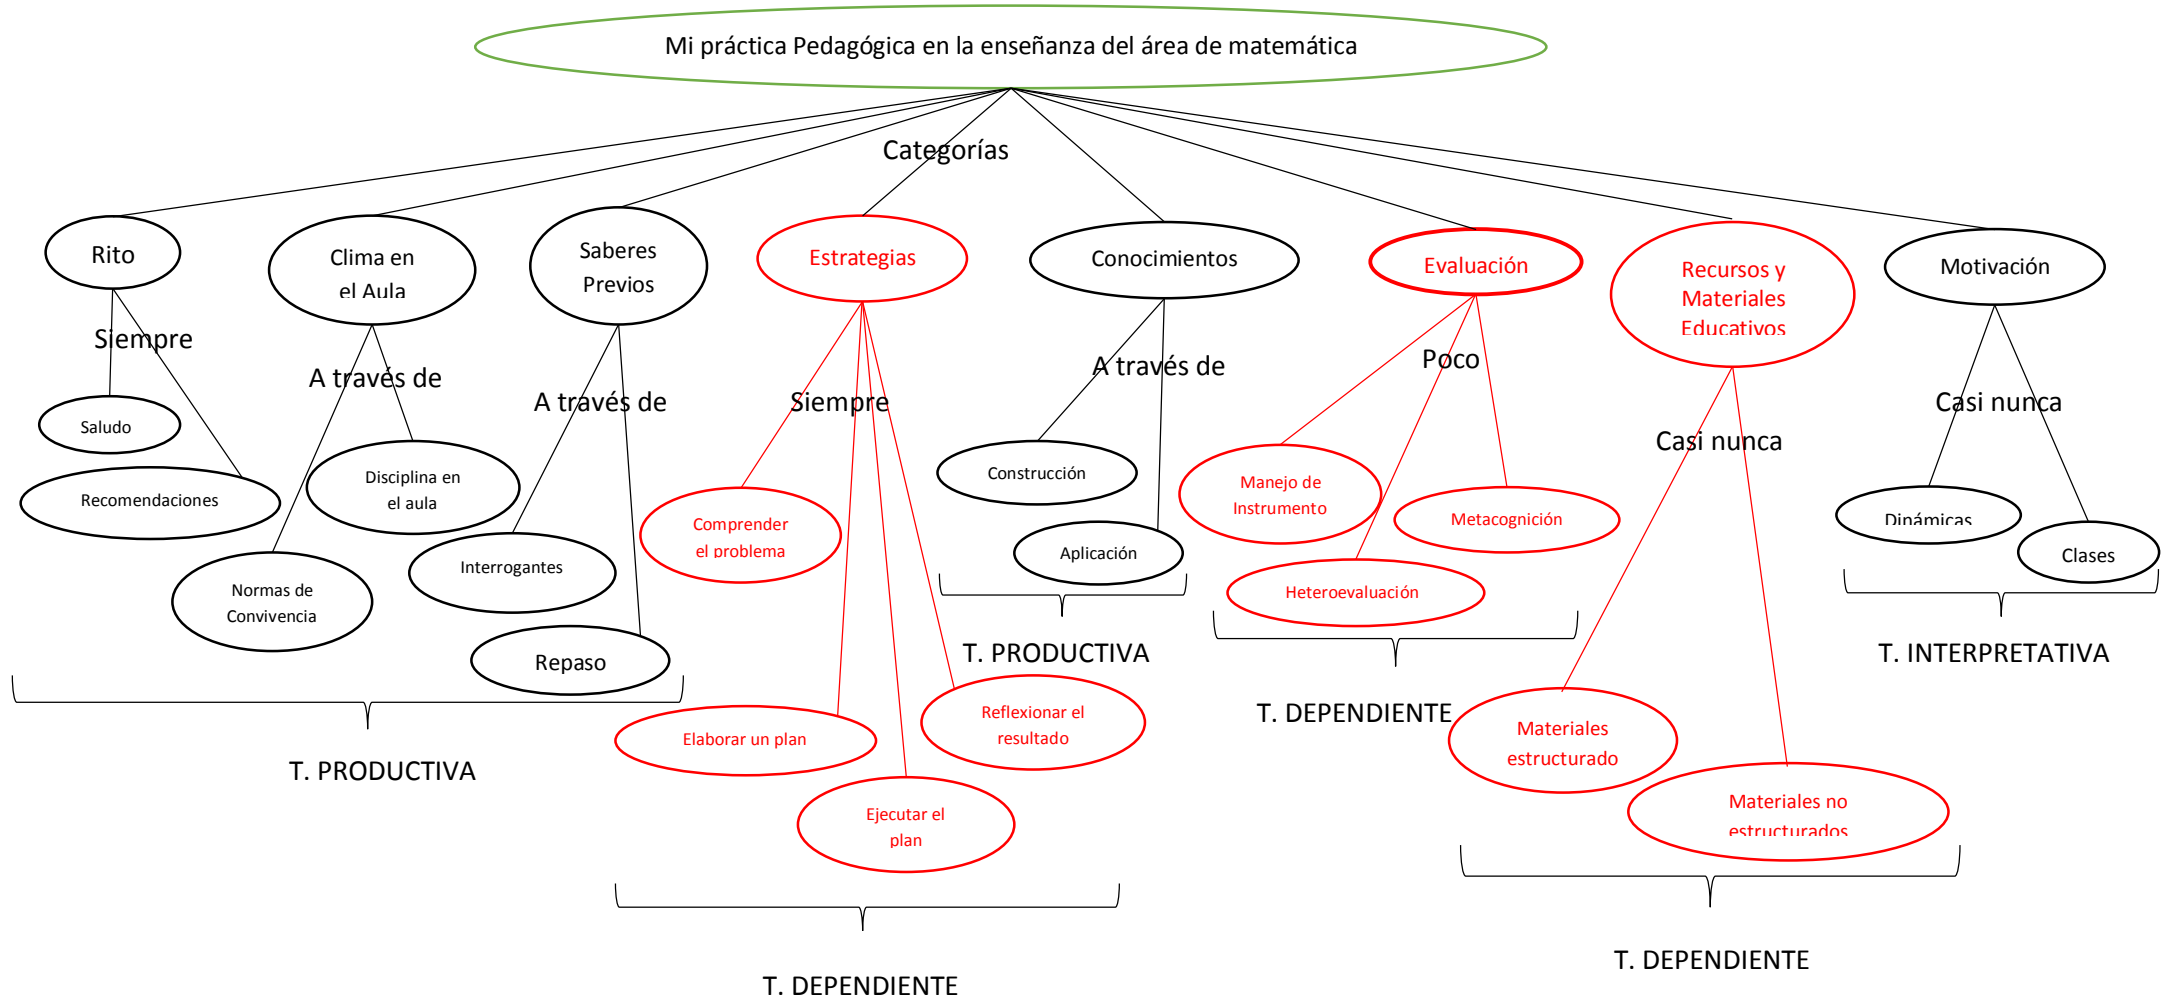 Mi práctica Pedagógica en la enseñanza del área de matemática
Categorías
Rito
Clima en
el Aula
Saberes
Previos
Estrategias
Conocimientos
Evaluación
Recursos y
Materiales
Educativos
Motivación
Siempre
A través de
A través de
Siempre
A través de
Poco
Casi nunca
Casi nunca
Saludo
Recomendaciones
Disciplina en
el aula
Normas de
Convivencia
Interrogantes
Repaso
Comprender
el problema
Elaborar un plan
Ejecutar el
plan
Reflexionar el
resultado
Construcción
Aplicación
Manejo de
Instrumento
Metacognición
Heteroevaluación
Materiales
estructurado
Materiales no
estructurados
Dinámicas
Clases
T. PRODUCTIVA
T. DEPENDIENTE
T. PRODUCTIVA
T. DEPENDIENTE
T. DEPENDIENTE
T. INTERPRETATIVA